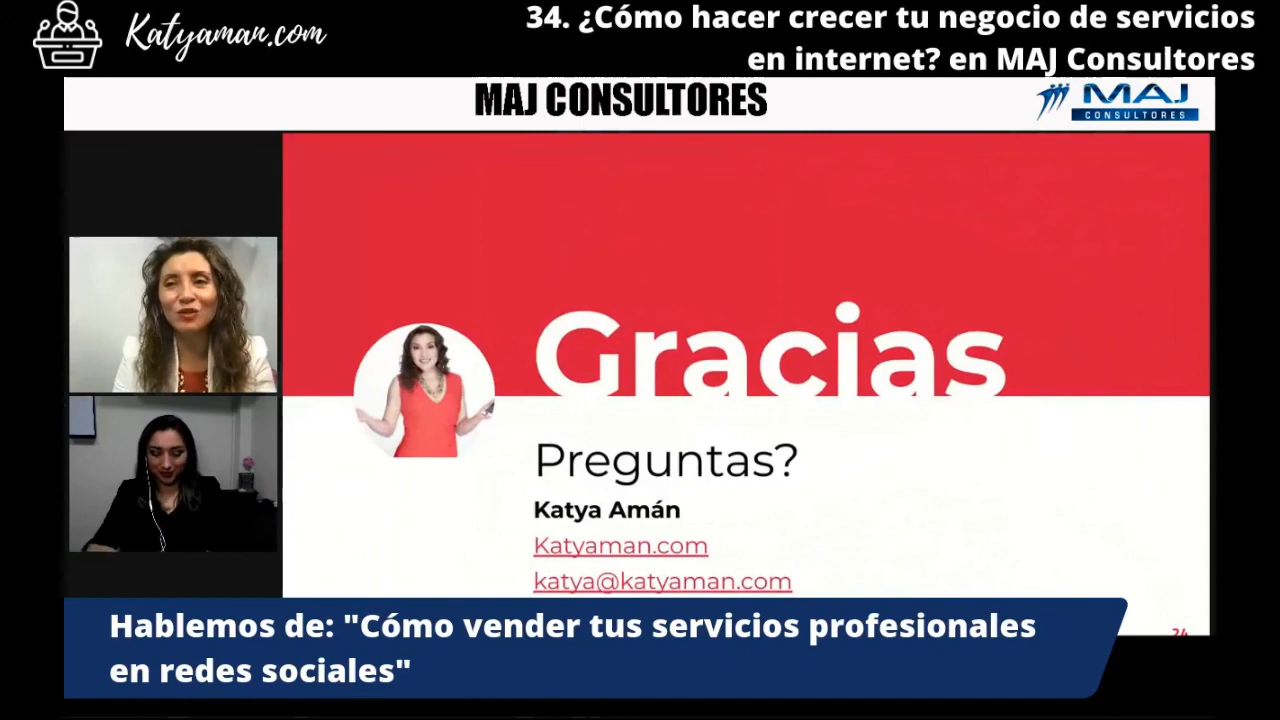 Katyaman.com
34. ¿Cómo hacer crecer tu negocio de servicios
en internet? en MAJ Consultores
MAJ CONSULTORES
MAJ
CONSULTORES
Gracias
Preguntas?
Katya Amán
Katyaman.com
katya@katyaman.com
24
Hablemos de: "Cómo vender tus servicios profesionales
en redes sociales"